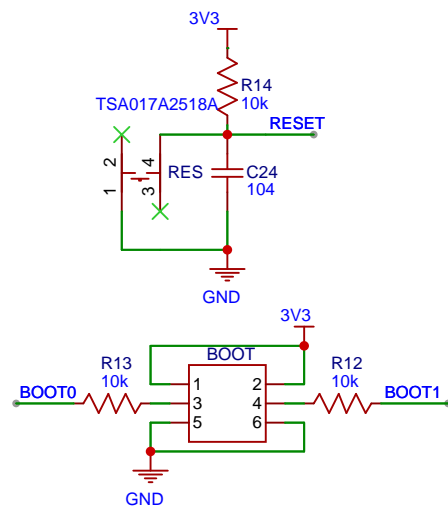 3V3
R14
10k
TSA017A2518A
RESET
2 4
1 3
RES
C24
104
GND
3V3
BOOT
R13
10k
R12
10k
BOOT0
BOOT1
1 2
3 4
5 6
GND